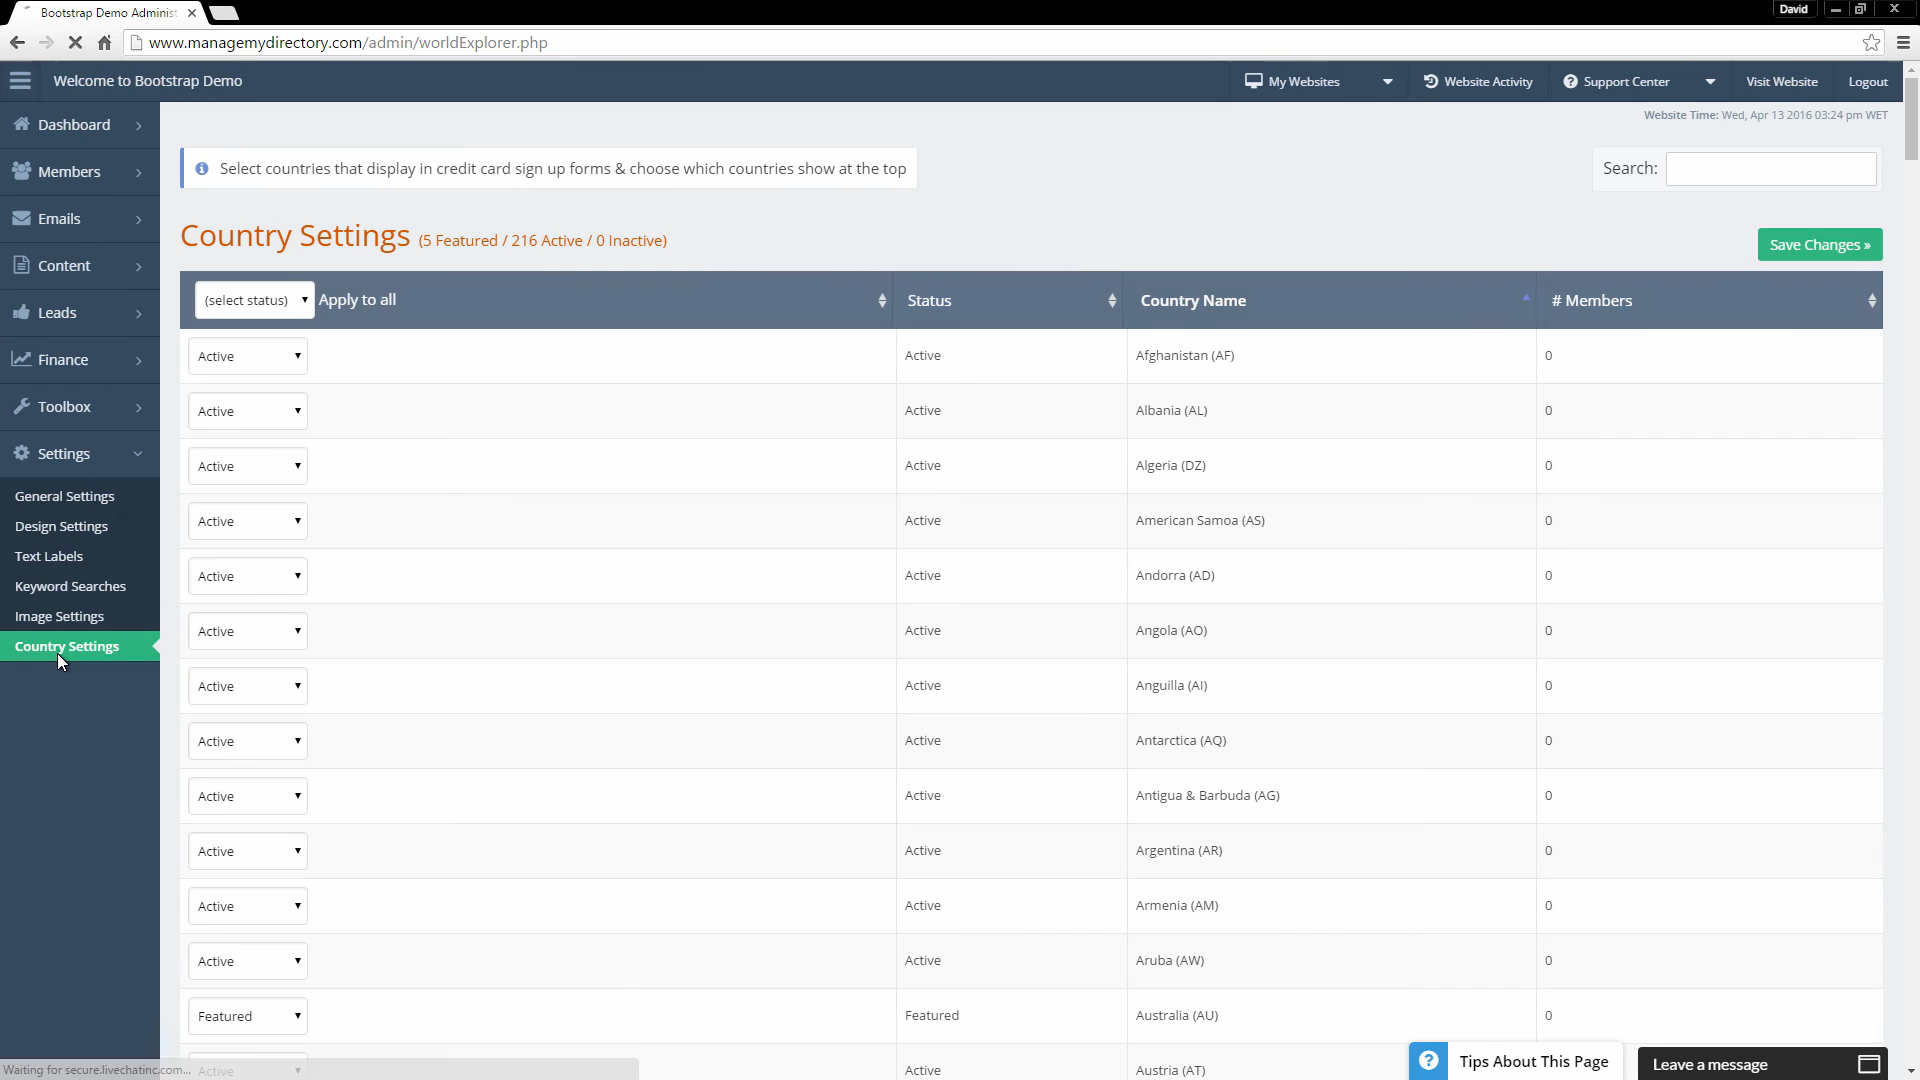 Bootstrap Demo Administ
David
www.managemydirectory.com/admin/worldExplorer.php
Welcome to Bootstrap Demo
My Websites
Website Activity
Support Center
Visit Website
Logout
Website Time: Wed, Apr 13 2016 03:24 pm WET
Dashboard
Members
Emails
Content
Leads
Finance
Toolbox
Settings
General Settings
Design Settings
Text Labels
Keyword Searches
Image Settings
Country Settings
Select countries that display in credit card sign up forms & choose which countries show at the top
Search:
Country Settings (5 Featured / 216 Active / 0 Inactive)
Save Changes »
(select status) Apply to all Status Country Name # Members
Active Active Afghanistan (AF) 0
Active Active Albania (AL) 0
Active Active Algeria (DZ) 0
Active Active American Samoa (AS) 0
Active Active Andorra (AD) 0
Active Active Angola (AO) 0
Active Active Anguilla (AI) 0
Active Active Antarctica (AQ) 0
Active Active Antigua & Barbuda (AG) 0
Active Active Argentina (AR) 0
Active Active Armenia (AM) 0
Active Active Aruba (AW) 0
Featured Featured Australia (AU) 0
Active Active Austria (AT)
Tips About This Page
Leave a message
Waiting for secure.livechatinc.com...